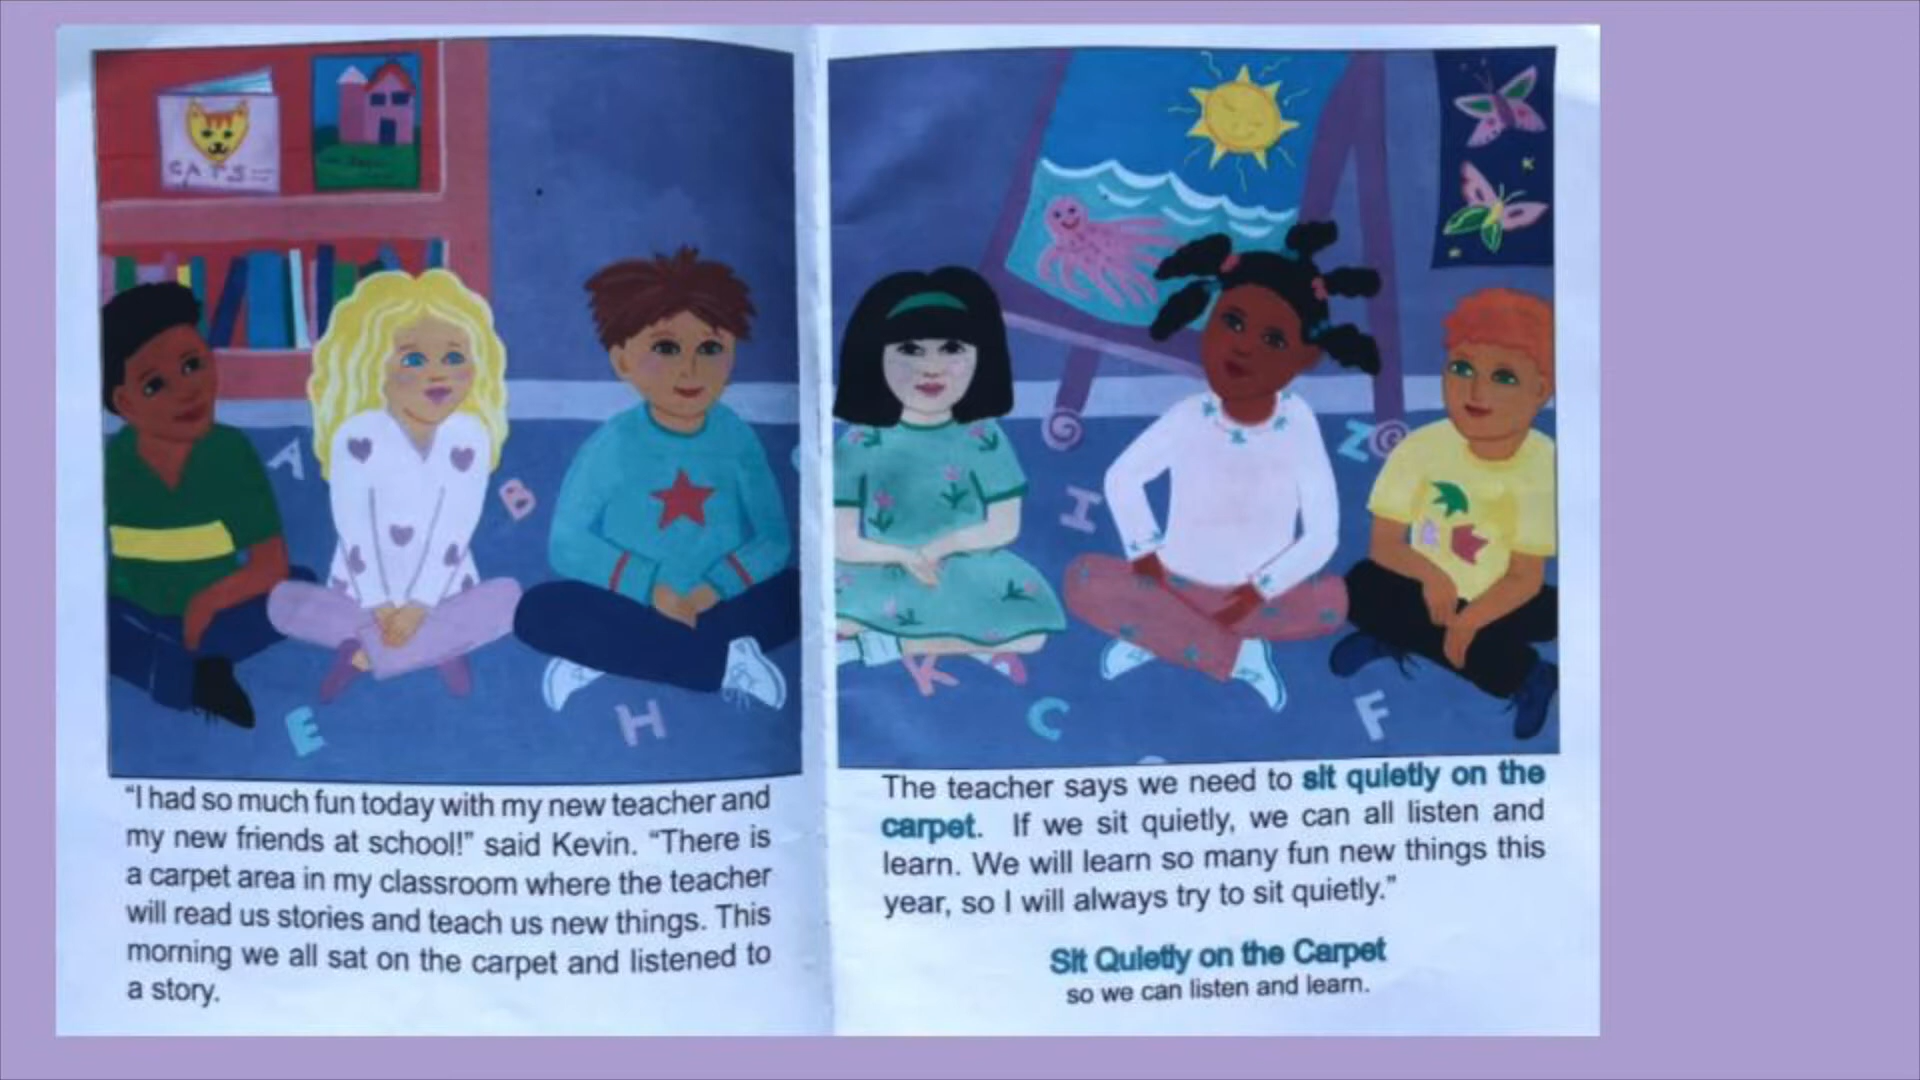 CATS
A
B
E
H
"I had so much fun today with my new teacher and
my new friends at school!" said Kevin. "There is
a carpet area in my classroom where the teacher
will read us stories and teach us new things. This
morning we all sat on the carpet and listened to
a story.
Z
I
K
C
F
The teacher says we need to sit quietly on the
carpet. If we sit quietly, we can all listen and
learn. We will learn so many fun new things this
year, so I will always try to sit quietly."
Sit Quietly on the Carpet
so we can listen and learn.